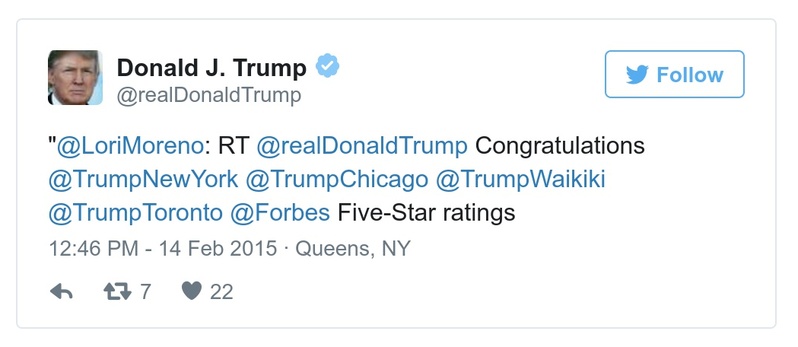 Donald J. Trump
@realDonaldTrump
Follow
"@LoriMoreno: RT @realDonaldTrump Congratulations
@TrumpNewYork @TrumpChicago @TrumpWaikiki
@TrumpToronto @Forbes Five-Star ratings
12:46 PM - 14 Feb 2015 · Queens, NY
7 22